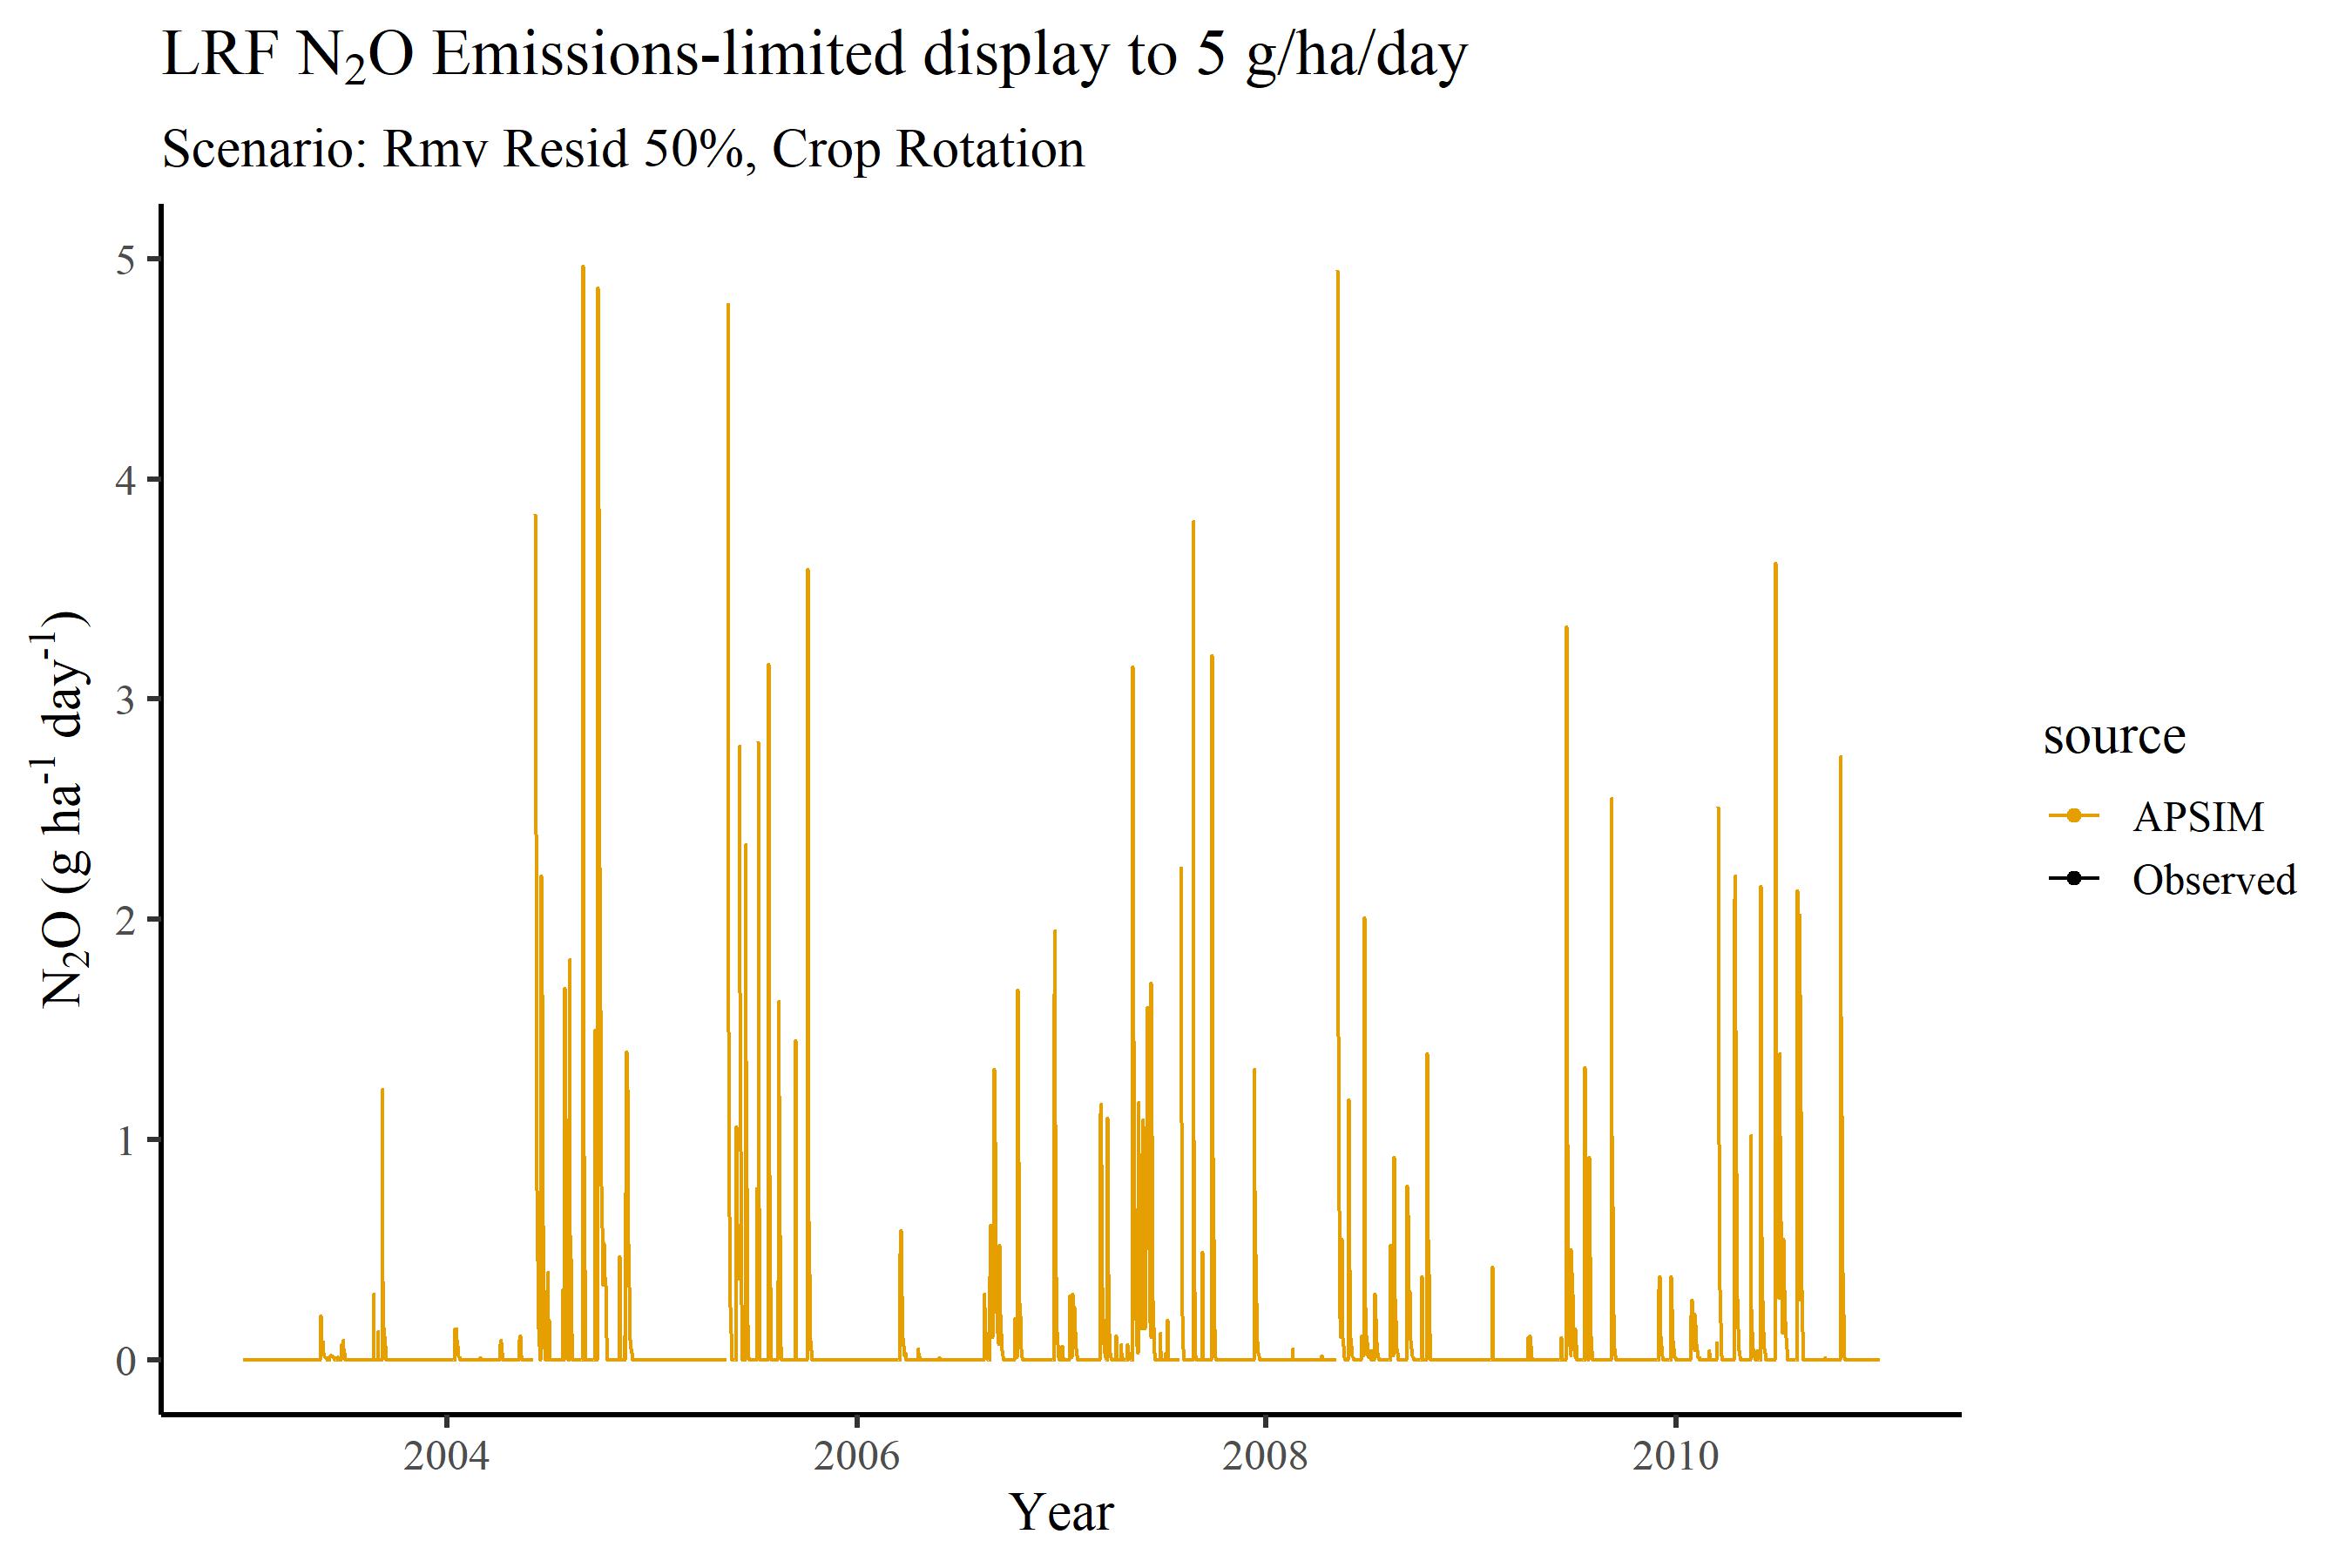 LRF N₂O Emissions-limited display to 5 g/ha/day
Scenario: Rmv Resid 50%, Crop Rotation
N₂O (g ha⁻¹ day⁻¹)
5
4
3
2
1
0
2004 2006 2008 2010
Year
source
APSIM
Observed